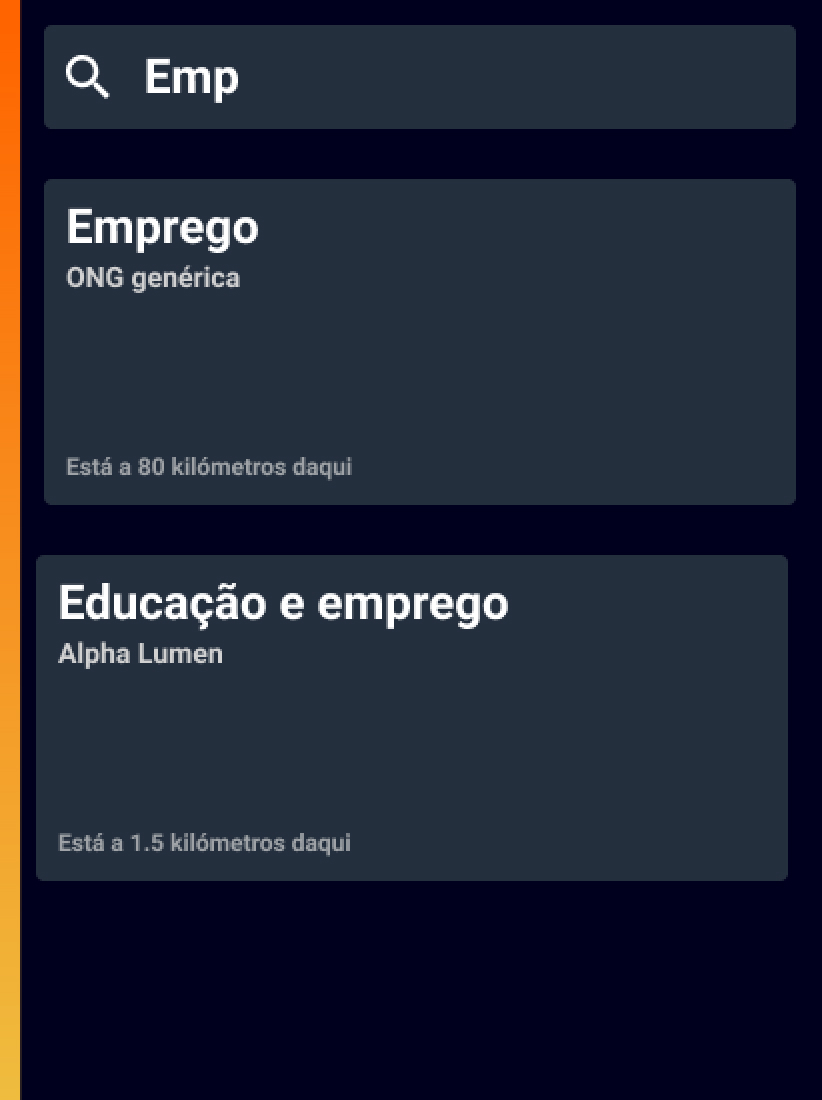 Emp
Emprego
ONG genérica
Está a 80 kilómetros daqui
Educação e emprego
Alpha Lumen
Está a 1.5 kilómetros daqui